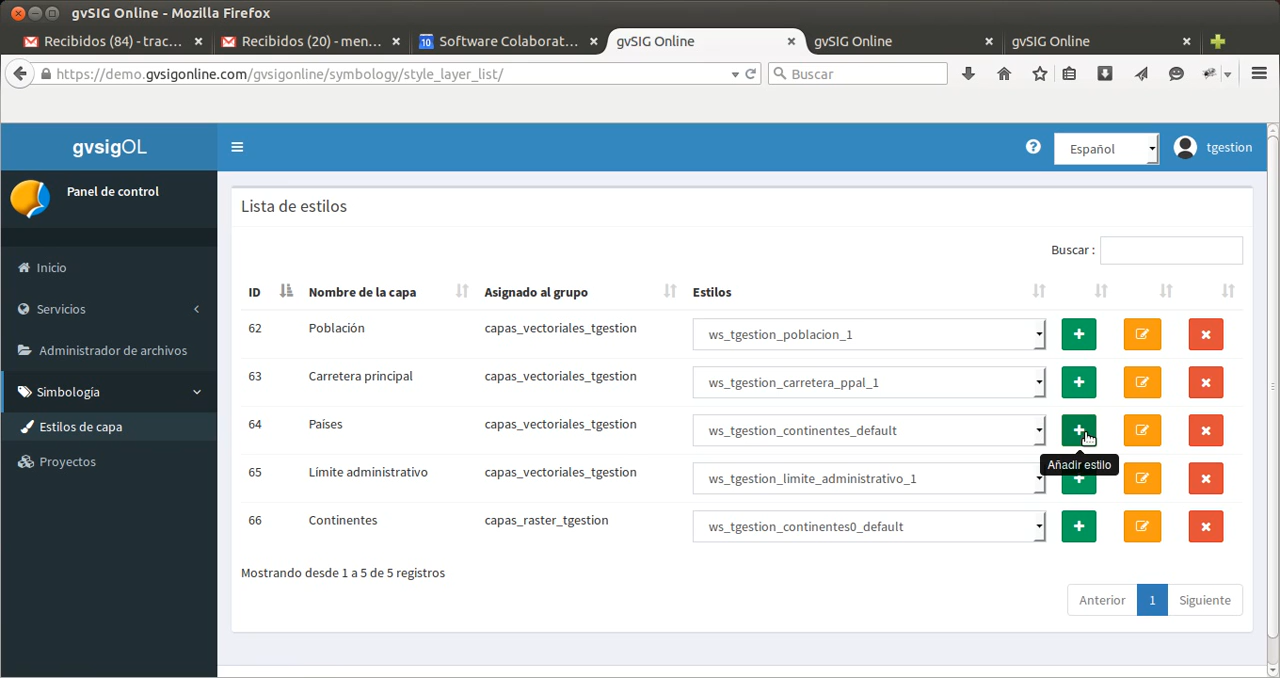 gvSIG Online - Mozilla Firefox
Recibidos (84) - trac...
Recibidos (20) - men...
10 Software Colaborat...
gvSIG Online
gvSIG Online
gvSIG Online
https://demo.gvsigonline.com/gvsigonline/symbology/style_layer_list/
Buscar
gvsigOL
Español
tgestion
Panel de control
Inicio
Servicios
Administrador de archivos
Simbología
Estilos de capa
Proyectos
Lista de estilos
Buscar :
ID Nombre de la capa Asignado al grupo Estilos
62 Población capas_vectoriales_tgestion ws_tgestion_poblacion_1
63 Carretera principal capas_vectoriales_tgestion ws_tgestion_carretera_ppal_1
64 Países capas_vectoriales_tgestion ws_tgestion_continentes_default
Añadir estilo
65 Límite administrativo capas_vectoriales_tgestion ws_tgestion_limite_administrativo_1
66 Continentes capas_raster_tgestion ws_tgestion_continentes0_default
Mostrando desde 1 a 5 de 5 registros
Anterior 1 Siguiente